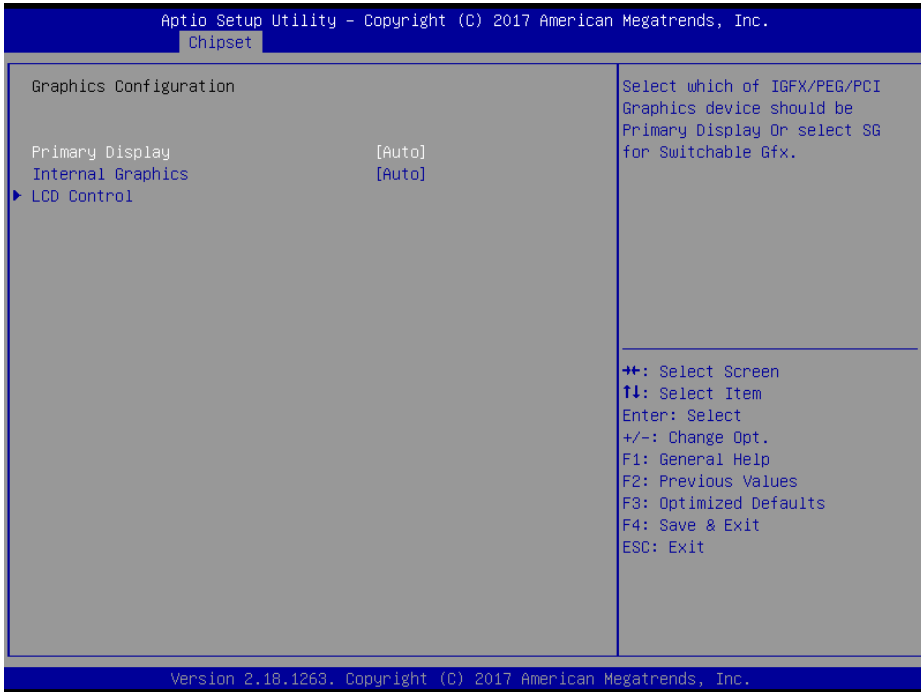 Aptio Setup Utility – Copyright (C) 2017 American Megatrends, Inc.
Chipset
Graphics Configuration
Primary Display [Auto]
Internal Graphics [Auto]
LCD Control
Select which of IGFX/PEG/PCI
Graphics device should be
Primary Display Or select SG
for Switchable Gfx.
→←: Select Screen
↑↓: Select Item
Enter: Select
+/-: Change Opt.
F1: General Help
F2: Previous Values
F3: Optimized Defaults
F4: Save & Exit
ESC: Exit
Version 2.18.1263. Copyright (C) 2017 American Megatrends, Inc.